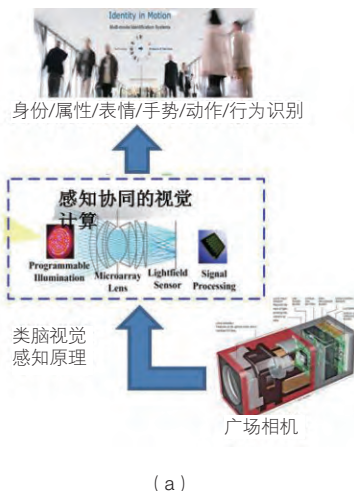 Identity in Motion
身份/属性/表情/手势/动作/行为识别
感知协同的视觉
计算
Programmable
Illumination
Microarray
Lens
Lightfield
Sensor
Signal
Processing
类脑视觉
感知原理
广场相机
(a)